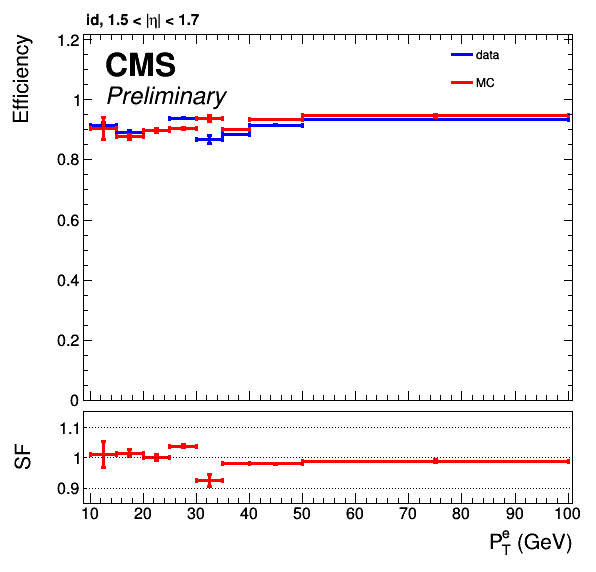 id, 1.5 < |η| < 1.7
CMS
Preliminary
data
MC
Efficiency
1.2
1
0.8
0.6
0.4
0.2
0
SF
1.1
1
0.9
10 20 30 40 50 60 70 80 90 100
P_T^e (GeV)